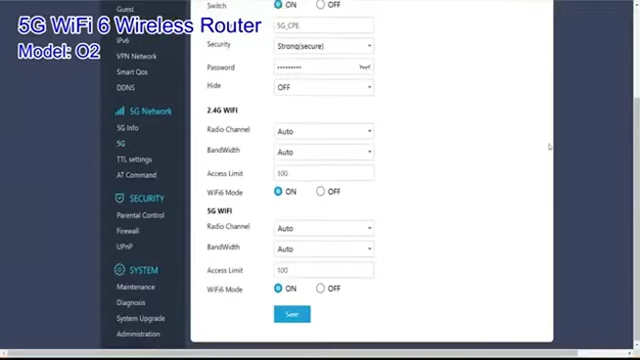 Guest
Switch ON OFF
5G WiFi 6 Wireless Router
5G_CPE
IPv6
Security Strong(secure)
Model: O2
VPN Network
Password •••••••••
Smart Qos
Hide OFF
DDNS
5G Network
2.4G WIFI
5G Info
Radio Channel Auto
5G
BandWidth Auto
TTL settings
AT Command
Access Limit 100
WiFi6 Mode ON OFF
SECURITY
5G WIFI
Parental Control
Radio Channel Auto
Firewall
UPnP
BandWidth Auto
SYSTEM
Access Limit 100
Maintenance
WiFi6 Mode ON OFF
Diagnosis
System Upgrade
Save
Administration